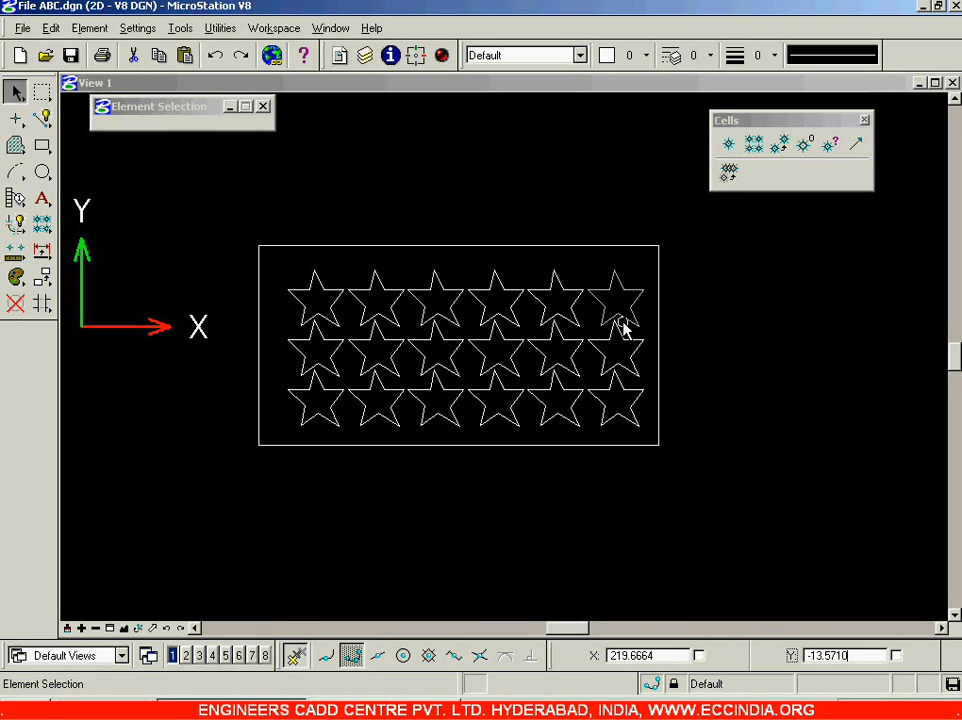 File ABC.dgn (2D - V8 DGN) - MicroStation V8
File Edit Element Settings Tools Utilities Workspace Window Help
Default 0 0 0
View 1
Element Selection
Cells
Y
X
Default Views 1 2 3 4 5 6 7 8 X: 219.6664 Y: -13.5710
Element Selection Default
ENGINEERS CADD CENTRE PVT. LTD. HYDERABAD, INDIA, WWW.ECCINDIA.ORG